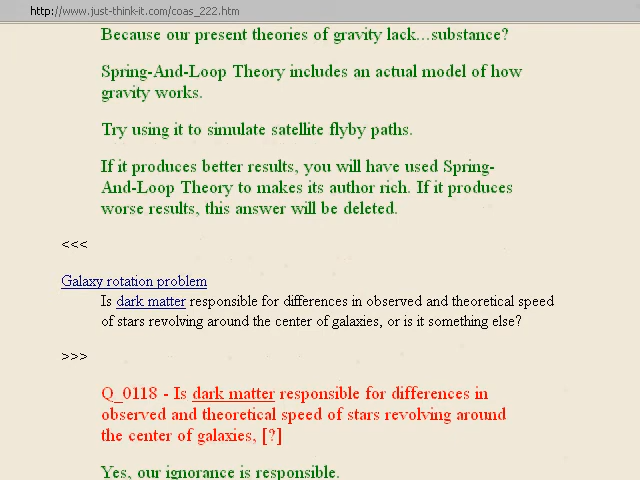 http://www.just-think-it.com/coas_222.htm
Because our present theories of gravity lack...substance?
Spring-And-Loop Theory includes an actual model of how
gravity works.
Try using it to simulate satellite flyby paths.
If it produces better results, you will have used Spring-
And-Loop Theory to makes its author rich. If it produces
worse results, this answer will be deleted.
<<<
Galaxy rotation problem
Is dark matter responsible for differences in observed and theoretical speed
of stars revolving around the center of galaxies, or is it something else?
>>>
Q_0118 - Is dark matter responsible for differences in
observed and theoretical speed of stars revolving around
the center of galaxies, [?]
Yes, our ignorance is responsible.